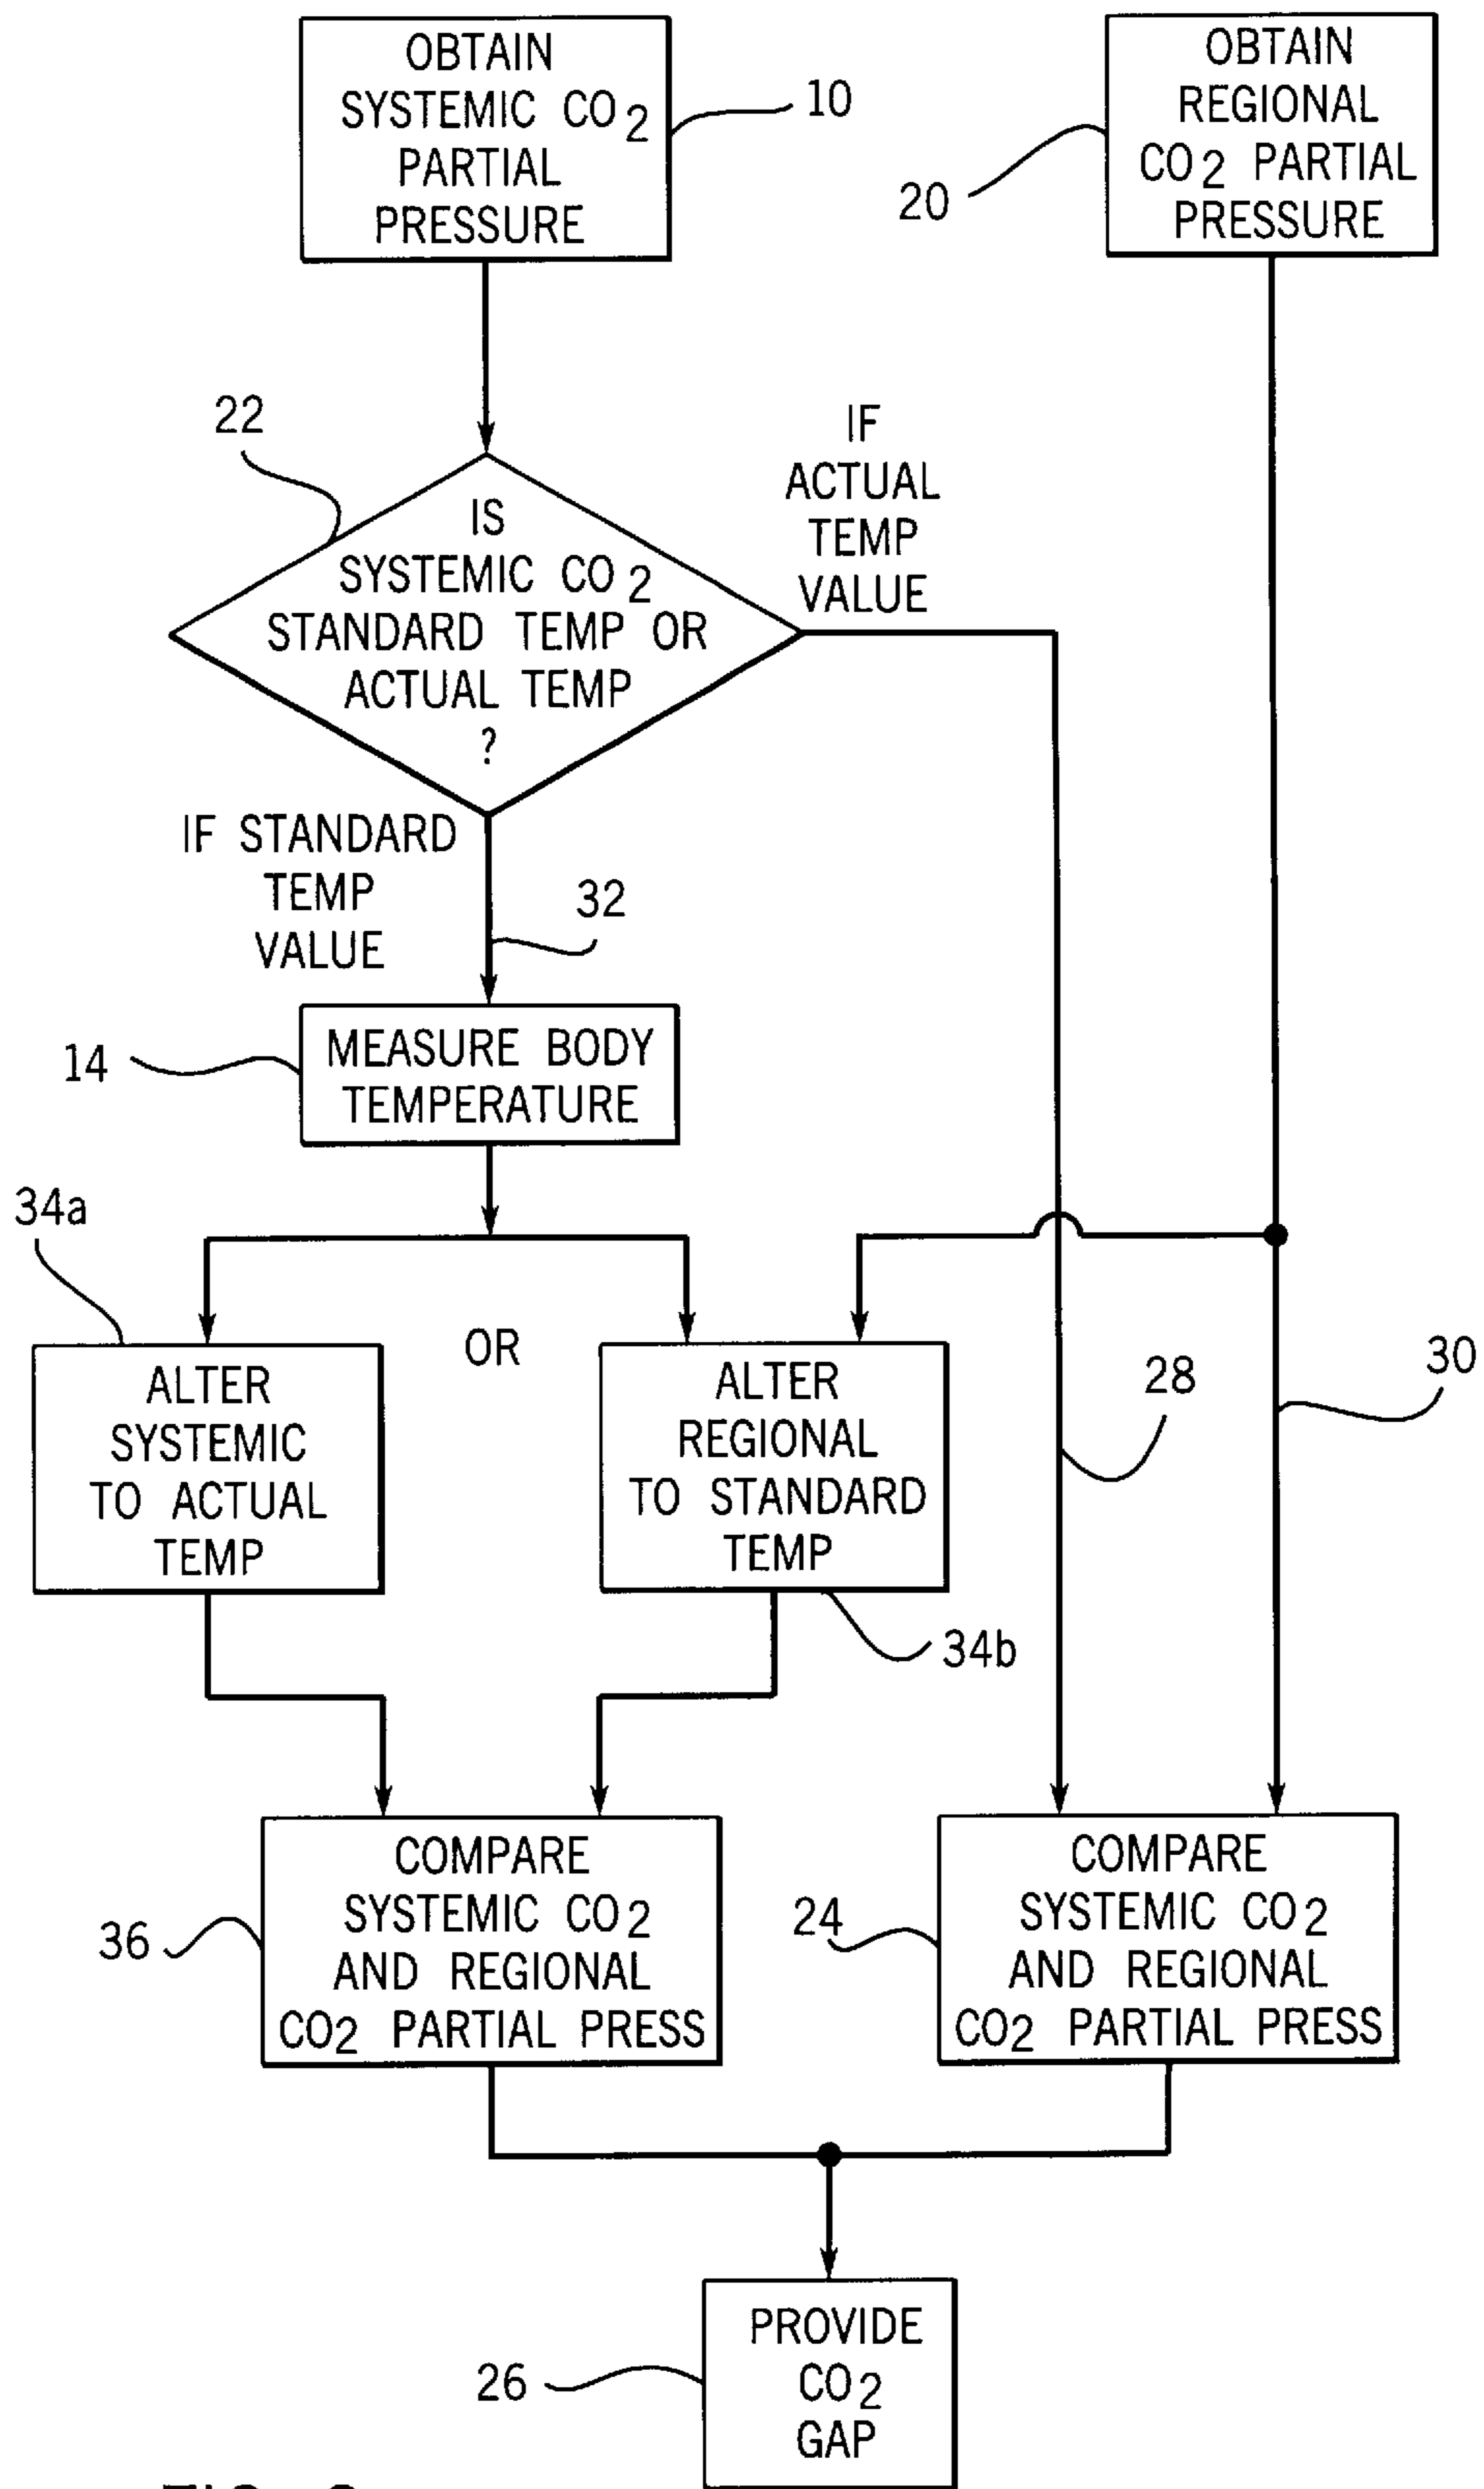 OBTAIN
SYSTEMIC CO2
PARTIAL
PRESSURE
10
OBTAIN
REGIONAL
CO2 PARTIAL
PRESSURE
20
22
IS
SYSTEMIC CO2
STANDARD TEMP OR
ACTUAL TEMP
?
IF
ACTUAL
TEMP
VALUE
IF STANDARD
TEMP
VALUE
32
14
MEASURE BODY
TEMPERATURE
34a
ALTER
SYSTEMIC
TO ACTUAL
TEMP
OR
ALTER
REGIONAL
TO STANDARD
TEMP
34b
28
30
36
COMPARE
SYSTEMIC CO2
AND REGIONAL
CO2 PARTIAL PRESS
24
COMPARE
SYSTEMIC CO2
AND REGIONAL
CO2 PARTIAL PRESS
26
PROVIDE
CO2
GAP